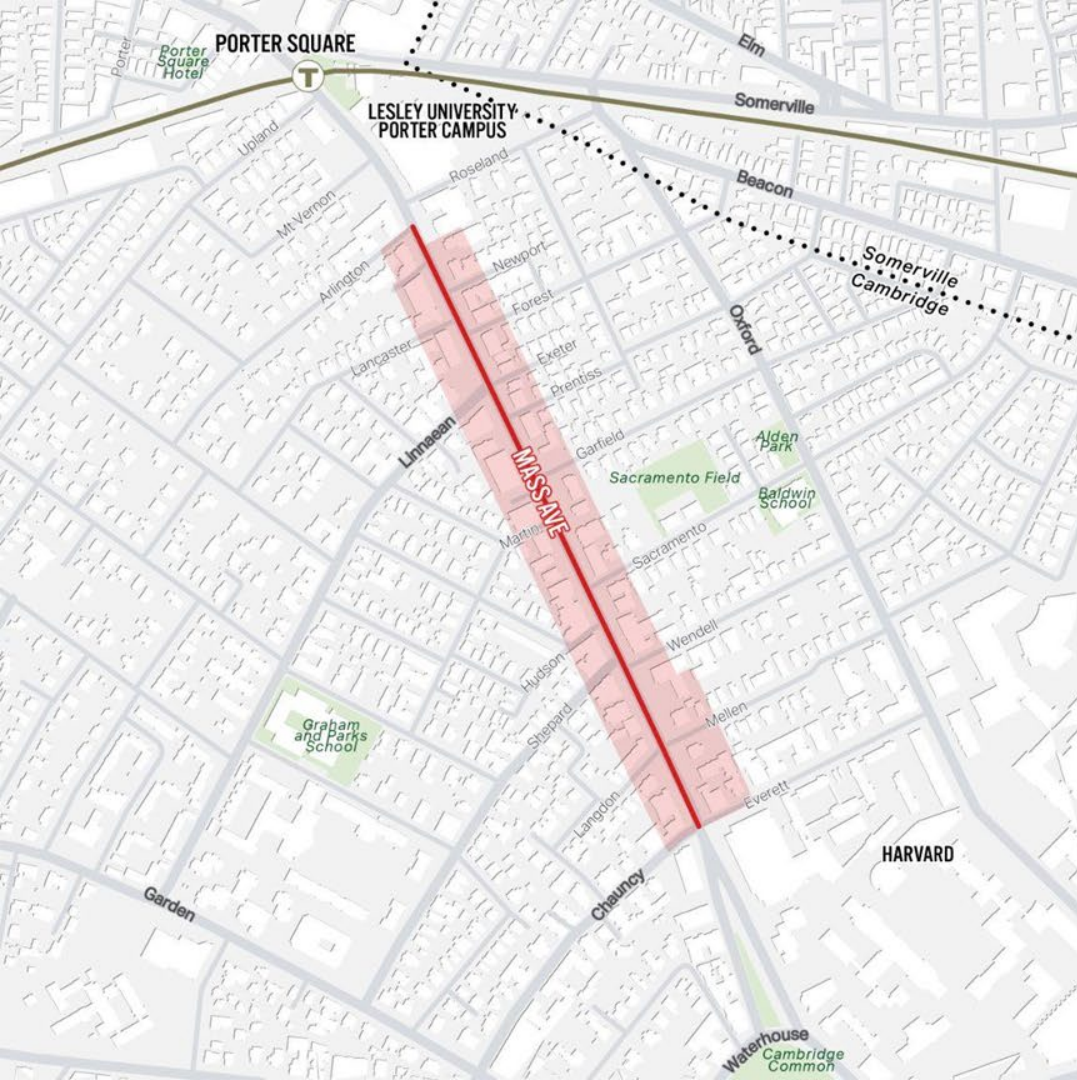 Elm
Porter
Porter
Square
Hotel
PORTER SQUARE
T
Somerville
LESLEY UNIVERSITY
PORTER CAMPUS
Upland
Roseland
Beacon
Mt Vernon
Newport
Somerville
Cambridge
Arlington
Forest
Oxford
Lancaster
Exeter
Prentiss
Linnaean
Garfield
Alden
Park
MASS AVE
Sacramento Field
Baldwin
School
Martin
Sacramento
Wendell
Hudson
Shepard
Mellen
Graham
and Parks
School
Everett
Langdon
HARVARD
Chauncy
Garden
Waterhouse
Cambridge
Common